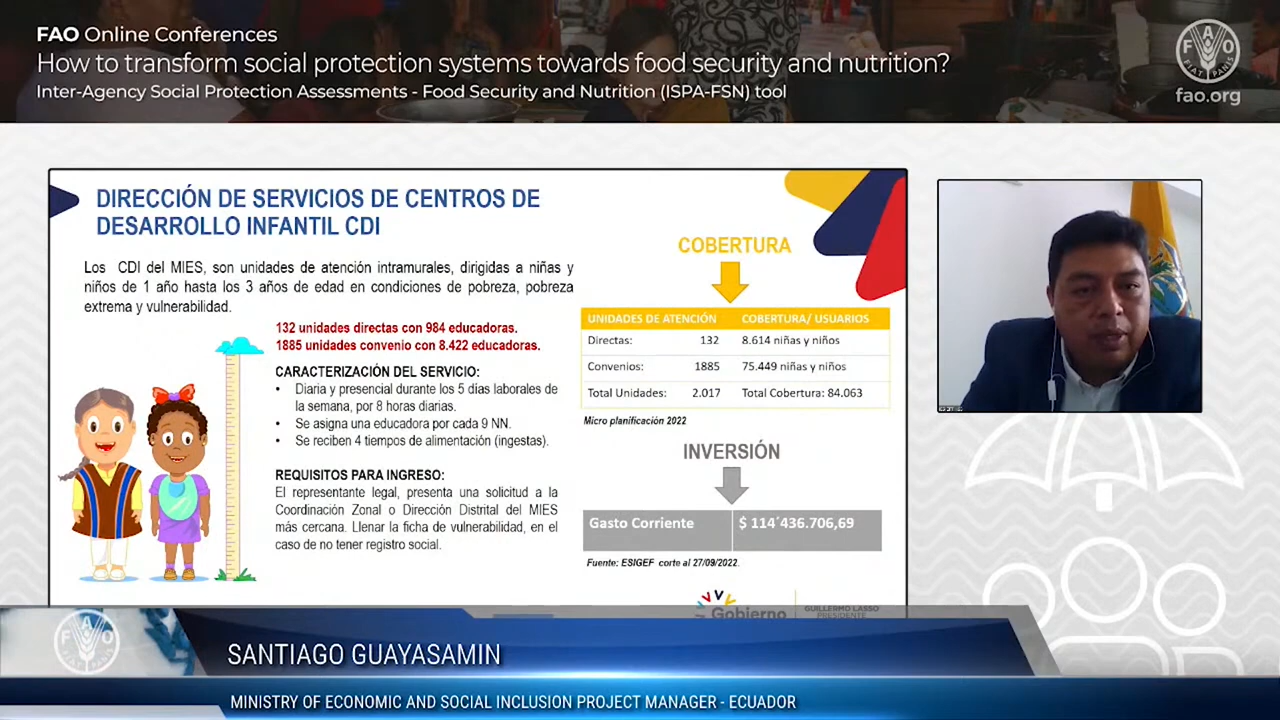 FAO Online Conferences
How to transform social protection systems towards food security and nutrition?
Inter-Agency Social Protection Assessments - Food Security and Nutrition (ISPA-FSN) tool
FAO
FIAT PANIS
fao.org
DIRECCIÓN DE SERVICIOS DE CENTROS DE
DESARROLLO INFANTIL CDI
Los CDI del MIES, son unidades de atención intramurales, dirigidas a niñas y
niños de 1 año hasta los 3 años de edad en condiciones de pobreza, pobreza
extrema y vulnerabilidad.
132 unidades directas con 984 educadoras.
1885 unidades convenio con 8.422 educadoras.
CARACTERIZACIÓN DEL SERVICIO:
• Diaria y presencial durante los 5 días laborales de
la semana, por 8 horas diarias.
• Se asigna una educadora por cada 9 NN.
• Se reciben 4 tiempos de alimentación (ingestas).
REQUISITOS PARA INGRESO:
El representante legal, presenta una solicitud a la
Coordinación Zonal o Dirección Distrital del MIES
más cercana. Llenar la ficha de vulnerabilidad, en el
caso de no tener registro social.
COBERTURA
UNIDADES DE ATENCIÓN COBERTURA/ USUARIOS
Directas: 132 8.614 niñas y niños
Convenios: 1885 75.449 niñas y niños
Total Unidades: 2.017 Total Cobertura: 84.063
Micro planificación 2022
INVERSIÓN
Gasto Corriente $ 114´436.706,69
Fuente: ESIGEF corte al 27/09/2022.
Gobierno
GUILLERMO LASSO
PRESIDENTE
FAO
SANTIAGO GUAYASAMIN
MINISTRY OF ECONOMIC AND SOCIAL INCLUSION PROJECT MANAGER - ECUADOR